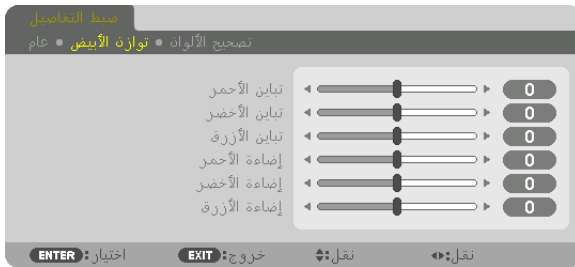 ضبط التفاصيل
عام • توازن الأبيض • تصحيح الألوان
تباين الأحمر 0
تباين الأخضر 0
تباين الأزرق 0
إضاءة الأحمر 0
إضاءة الأخضر 0
إضاءة الأزرق 0
ENTER:اختيار EXIT:خروج نقل: نقل: